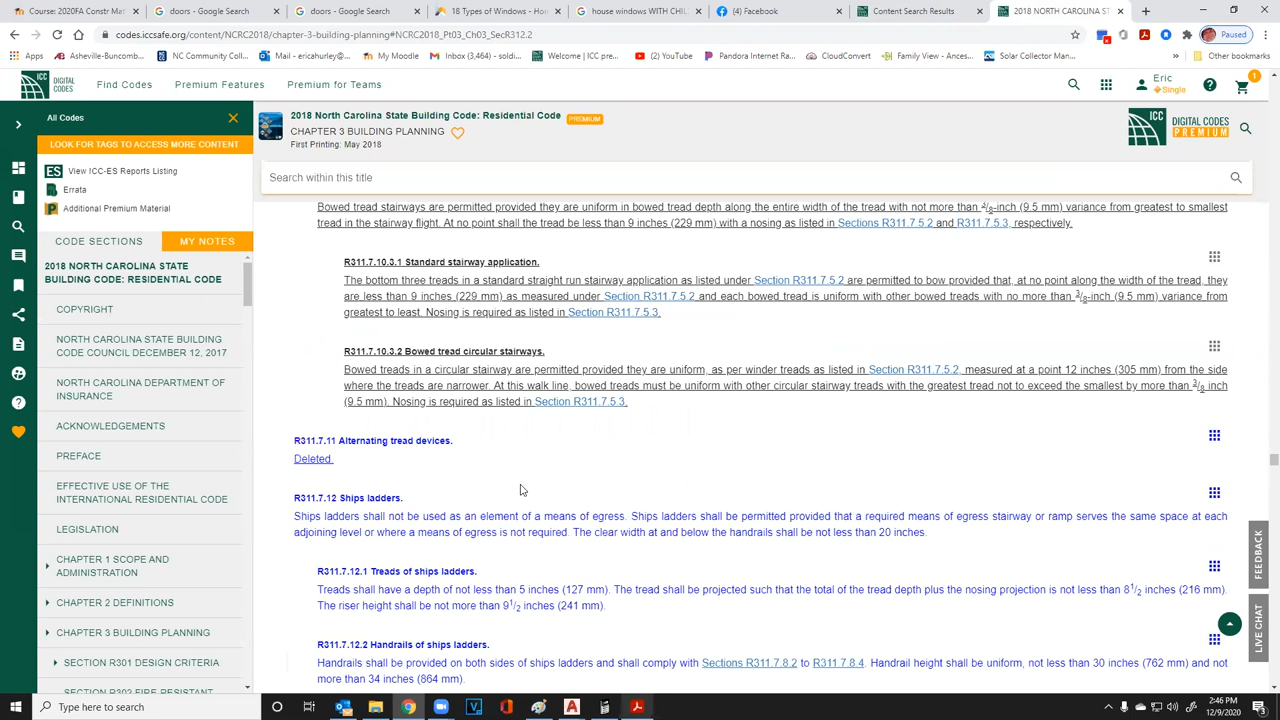 Course: 2020FA Constr Mat
doors - Google Search
18 Types of Windows - Hom
house windows WITH CHIL
(4) Facebook
Content Search Results
2018 NORTH CAROLINA ST
codes.iccsafe.org/content/NCRC2018/chapter-3-building-planning#NCRC2018_Pt03_Ch03_SecR312.2
Paused
Apps
Asheville-Buncomb...
NC Community Coll...
Mail - ericahurley@...
My Moodle
Inbox (3,464) - soldist...
Welcome | ICC pre...
(2) YouTube
Pandora Internet Ra...
CloudConvert
Family View - Ances...
Solar Collector Man...
Other bookmarks
ICC DIGITAL CODES
Find Codes
Premium Features
Premium for Teams
Eric
Single
1
All Codes
LOOK FOR TAGS TO ACCESS MORE CONTENT
ES View ICC-ES Reports Listing
Errata
P Additional Premium Material
CODE SECTIONS
MY NOTES
2018 NORTH CAROLINA STATE
BUILDING CODE: RESIDENTIAL CODE
COPYRIGHT
NORTH CAROLINA STATE BUILDING
CODE COUNCIL DECEMBER 12, 2017
NORTH CAROLINA DEPARTMENT OF
INSURANCE
ACKNOWLEDGEMENTS
PREFACE
EFFECTIVE USE OF THE
INTERNATIONAL RESIDENTIAL CODE
LEGISLATION
CHAPTER 1 SCOPE AND
ADMINISTRATION
CHAPTER 2 DEFINITIONS
CHAPTER 3 BUILDING PLANNING
SECTION R301 DESIGN CRITERIA
SECTION R302 FIRE-RESISTANT
2018 North Carolina State Building Code: Residential Code PREMIUM
CHAPTER 3 BUILDING PLANNING
First Printing: May 2018
ICC DIGITAL CODES PREMIUM
Search within this title
Bowed tread stairways are permitted provided they are uniform in bowed tread depth along the entire width of the tread with not more than 3/8-inch (9.5 mm) variance from greatest to smallest
tread in the stairway flight. At no point shall the tread be less than 9 inches (229 mm) with a nosing as listed in Sections R311.7.5.2 and R311.7.5.3, respectively.
R311.7.10.3.1 Standard stairway application.
The bottom three treads in a standard straight run stairway application as listed under Section R311.7.5.2 are permitted to bow provided that, at no point along the width of the tread, they
are less than 9 inches (229 mm) as measured under Section R311.7.5.2 and each bowed tread is uniform with other bowed treads with no more than 3/8-inch (9.5 mm) variance from
greatest to least. Nosing is required as listed in Section R311.7.5.3.
R311.7.10.3.2 Bowed tread circular stairways.
Bowed treads in a circular stairway are permitted provided they are uniform, as per winder treads as listed in Section R311.7.5.2, measured at a point 12 inches (305 mm) from the side
where the treads are narrower. At this walk line, bowed treads must be uniform with other circular stairway treads with the greatest tread not to exceed the smallest by more than 3/8 inch
(9.5 mm). Nosing is required as listed in Section R311.7.5.3.
R311.7.11 Alternating tread devices.
Deleted.
R311.7.12 Ships ladders.
Ships ladders shall not be used as an element of a means of egress. Ships ladders shall be permitted provided that a required means of egress stairway or ramp serves the same space at each
adjoining level or where a means of egress is not required. The clear width at and below the handrails shall be not less than 20 inches.
R311.7.12.1 Treads of ships ladders.
Treads shall have a depth of not less than 5 inches (127 mm). The tread shall be projected such that the total of the tread depth plus the nosing projection is not less than 8 1/2 inches (216 mm).
The riser height shall be not more than 9 1/2 inches (241 mm).
R311.7.12.2 Handrails of ships ladders.
Handrails shall be provided on both sides of ships ladders and shall comply with Sections R311.7.8.2 to R311.7.8.4. Handrail height shall be uniform, not less than 30 inches (762 mm) and not
more than 34 inches (864 mm).
FEEDBACK
LIVE CHAT
Type here to search
2:46 PM
12/9/2020
3